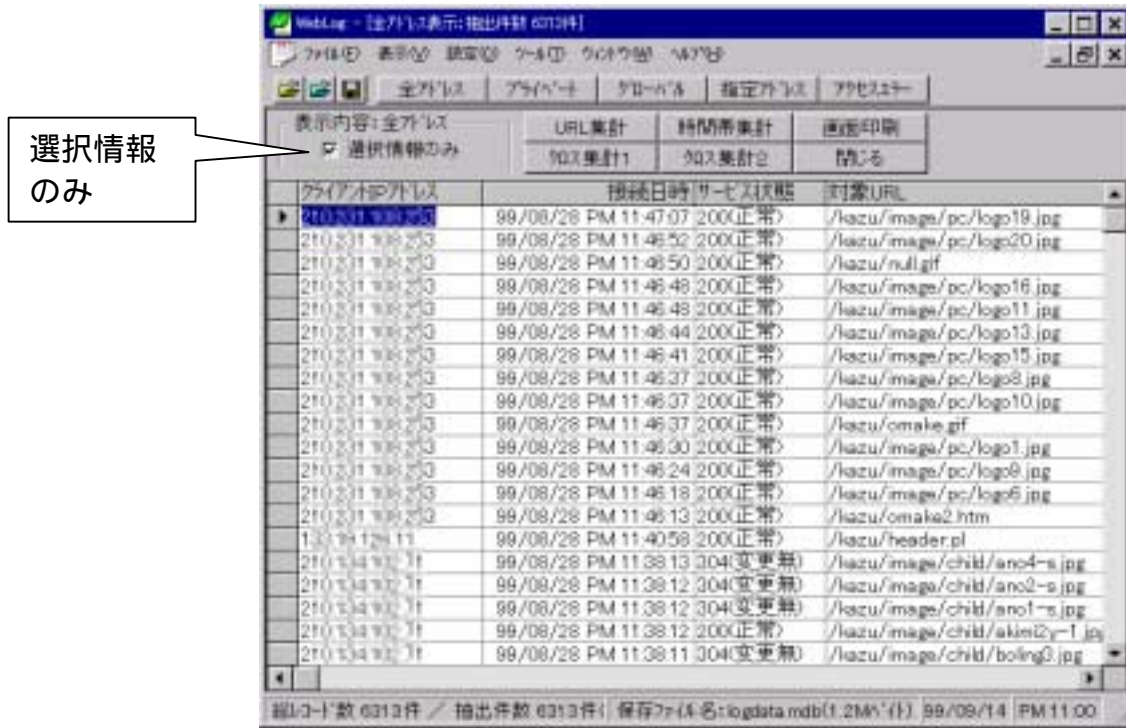 選択情報
のみ
WebLog - [全ｱﾄﾞﾚｽ表示:抽出件数 6313件]
ﾌｧｲﾙ(F) 表示(V) 設定(O) ﾂｰﾙ(T) ｳｨﾝﾄﾞｳ(W) ﾍﾙﾌﾟ(H)
全ｱﾄﾞﾚｽ ﾌﾟﾗｲﾍﾞｰﾄ ｸﾞﾛｰﾊﾞﾙ 指定ｱﾄﾞﾚｽ ｱｸｾｽｴﾗｰ
表示内容:全ｱﾄﾞﾚｽ URL集計 時間帯集計 画面印刷
選択情報のみ ｸﾛｽ集計1 ｸﾛｽ集計2 閉じる
ｸﾗｲｱﾝﾄIPｱﾄﾞﾚｽ 接続日時 ｻｰﾋﾞｽ状態 対象URL
99/08/28 PM 11:47:07 200(正常) /kazu/image/pc/logo19.jpg
99/08/28 PM 11:46:52 200(正常) /kazu/image/pc/logo20.jpg
99/08/28 PM 11:46:50 200(正常) /kazu/null.gif
99/08/28 PM 11:46:48 200(正常) /kazu/image/pc/logo16.jpg
99/08/28 PM 11:46:48 200(正常) /kazu/image/pc/logo11.jpg
99/08/28 PM 11:46:44 200(正常) /kazu/image/pc/logo13.jpg
99/08/28 PM 11:46:41 200(正常) /kazu/image/pc/logo15.jpg
99/08/28 PM 11:46:37 200(正常) /kazu/image/pc/logo8.jpg
99/08/28 PM 11:46:37 200(正常) /kazu/image/pc/logo10.jpg
99/08/28 PM 11:46:37 200(正常) /kazu/omake.gif
99/08/28 PM 11:46:30 200(正常) /kazu/image/pc/logo1.jpg
99/08/28 PM 11:46:24 200(正常) /kazu/image/pc/logo9.jpg
99/08/28 PM 11:46:18 200(正常) /kazu/image/pc/logo6.jpg
99/08/28 PM 11:46:13 200(正常) /kazu/omake2.htm
99/08/28 PM 11:40:58 200(正常) /kazu/header.pl
99/08/28 PM 11:38:13 304(変更無) /kazu/image/child/ano4-s.jpg
99/08/28 PM 11:38:12 304(変更無) /kazu/image/child/ano2-s.jpg
99/08/28 PM 11:38:12 304(変更無) /kazu/image/child/ano1-s.jpg
99/08/28 PM 11:38:12 200(正常) /kazu/image/child/akimi2y-1.jpg
99/08/28 PM 11:38:11 304(変更無) /kazu/image/child/boling3.jpg
総ﾚｺｰﾄﾞ数 6313件 ／ 抽出件数 6313件( 保存ﾌｧｲﾙ名:logdata.mdb(1.2Mﾊﾞｲﾄ) 99/09/14 PM 11:00